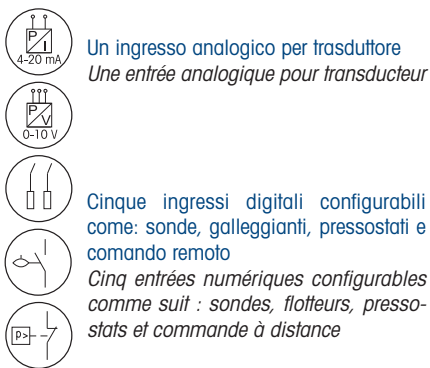 P
I
4-20 mA
Un ingresso analogico per trasduttore
Une entrée analogique pour transducteur
P
V
0-10 V
Cinque ingressi digitali configurabili
come: sonde, galleggianti, pressostati e
comando remoto
Cinq entrées numériques configurables
comme suit : sondes, flotteurs, presso-
stats et commande à distance
P>